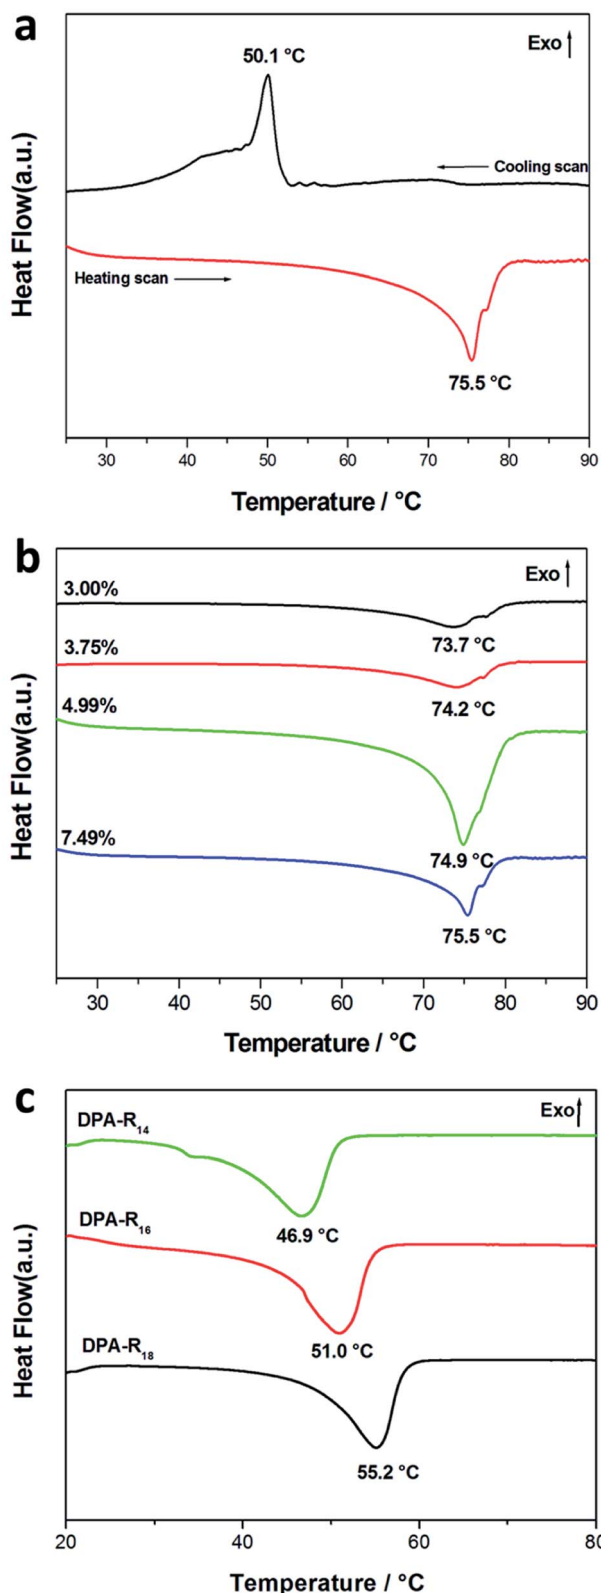 a
Exo
50.1 °C
Cooling scan
Heating scan
75.5 °C
Heat Flow(a.u.)
30 40 50 60 70 80 90
Temperature / °C
b
Exo
3.00%
73.7 °C
3.75%
74.2 °C
4.99%
74.9 °C
7.49%
75.5 °C
Heat Flow(a.u.)
30 40 50 60 70 80 90
Temperature / °C
c
Exo
DPA-R₁₄
46.9 °C
DPA-R₁₆
51.0 °C
DPA-R₁₈
55.2 °C
Heat Flow(a.u.)
20 40 60 80
Temperature / °C